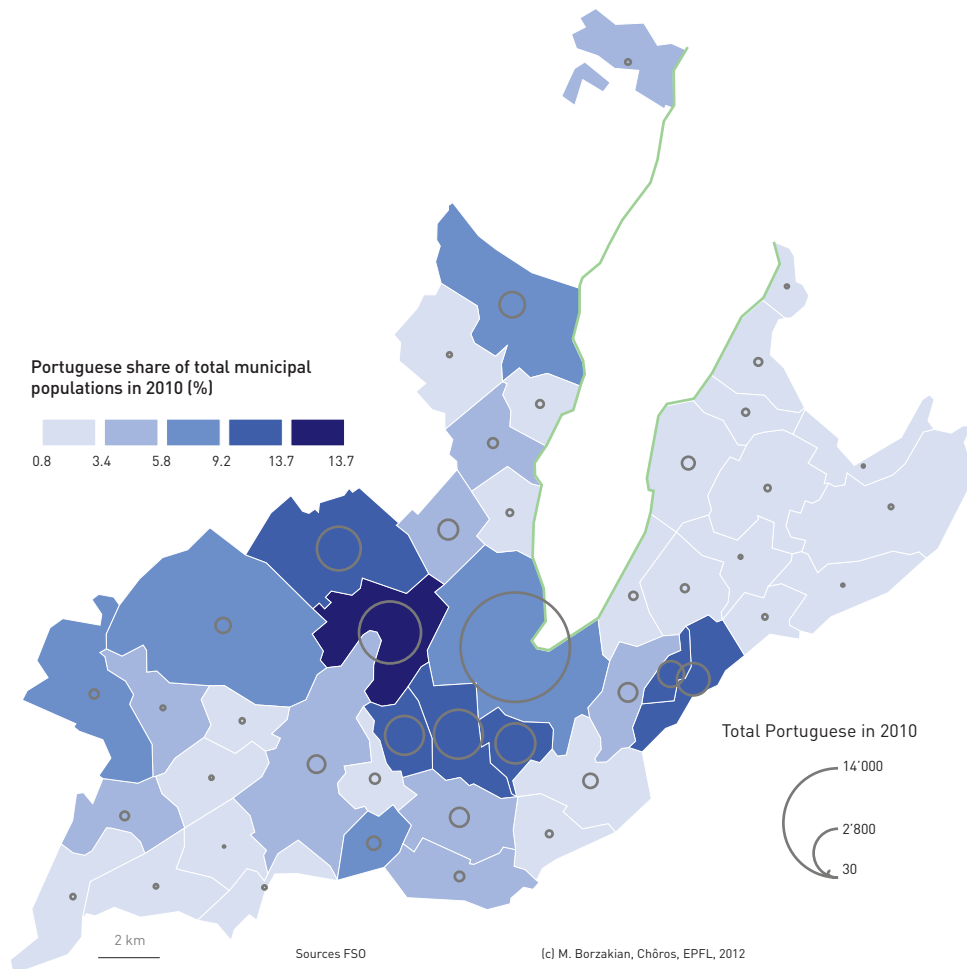 Portuguese share of total municipal
populations in 2010 (%)
0.8 3.4 5.8 9.2 13.7 13.7
Total Portuguese in 2010
14'000
2'800
30
2 km
Sources FSO
(c) M. Borzakian, Chôros, EPFL, 2012